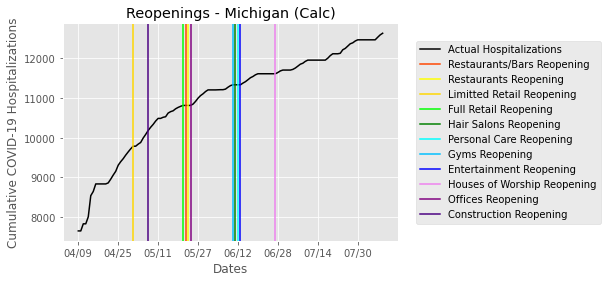 Reopenings - Michigan (Calc)
Cumulative COVID-19 Hospitalizations
12000
11000
10000
9000
8000
04/09 04/25 05/11 05/27 06/12 06/28 07/14 07/30
Dates
Actual Hospitalizations
Restaurants/Bars Reopening
Restaurants Reopening
Limitted Retail Reopening
Full Retail Reopening
Hair Salons Reopening
Personal Care Reopening
Gyms Reopening
Entertainment Reopening
Houses of Worship Reopening
Offices Reopening
Construction Reopening